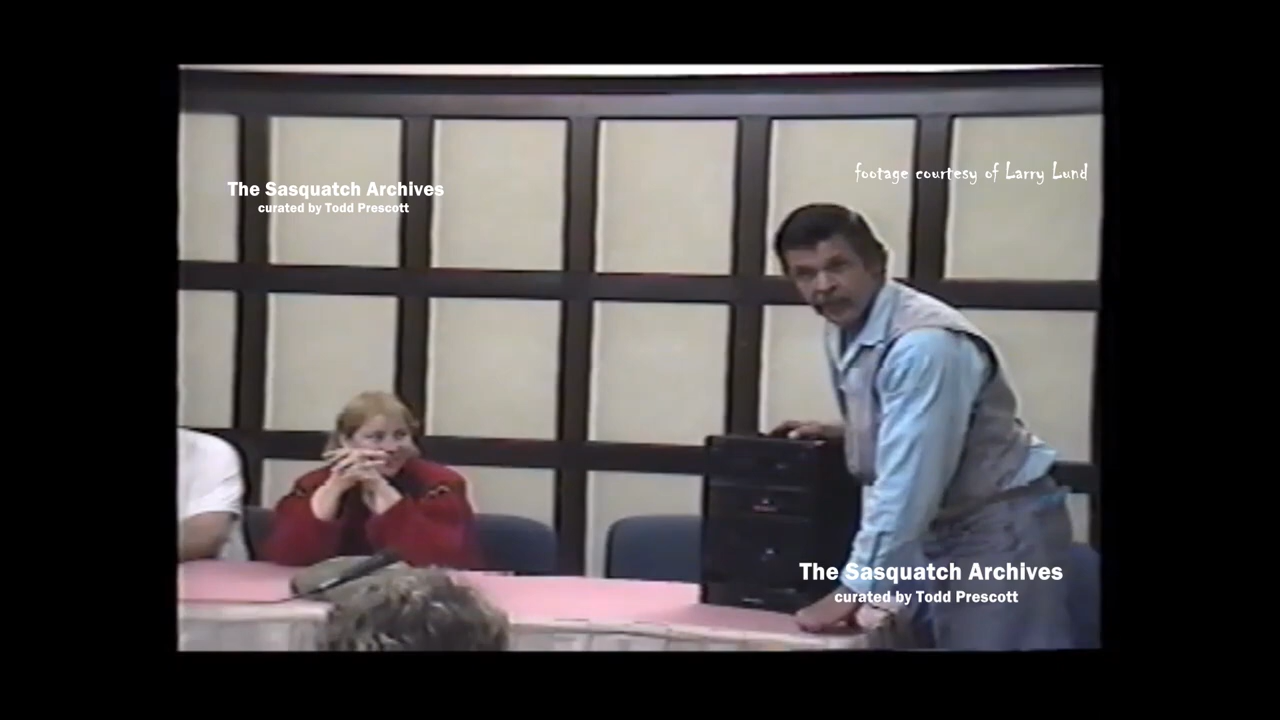 footage courtesy of Larry Lund
The Sasquatch Archives
curated by Todd Prescott
The Sasquatch Archives
curated by Todd Prescott